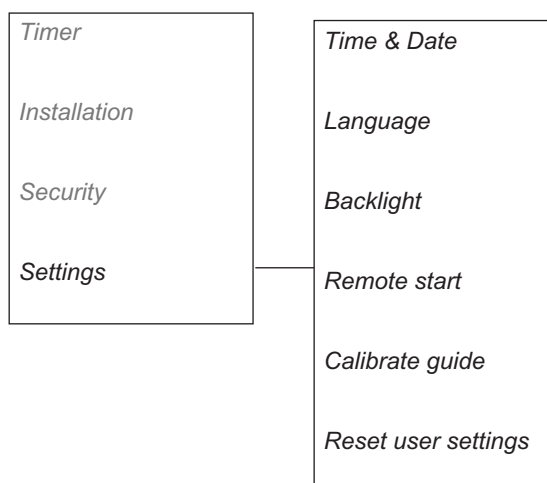 Timer
Installation
Security
Settings
Time & Date
Language
Backlight
Remote start
Calibrate guide
Reset user settings